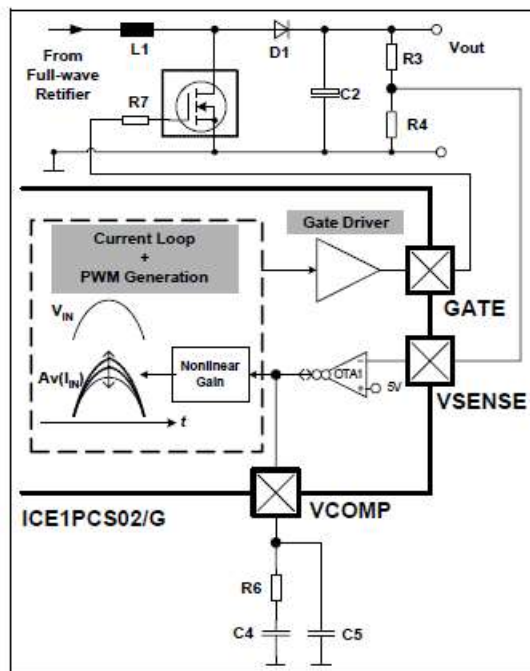 L1
D1
Vout
From
Full-wave
Retifier
R3
R7
C2
R4
Current Loop
+
PWM Generation
Gate Driver
GATE
VIN
Av(IIN)
Nonlinear
Gain
t
OTA1
5V
VSENSE
ICE1PCS02/G
VCOMP
R6
C4
C5